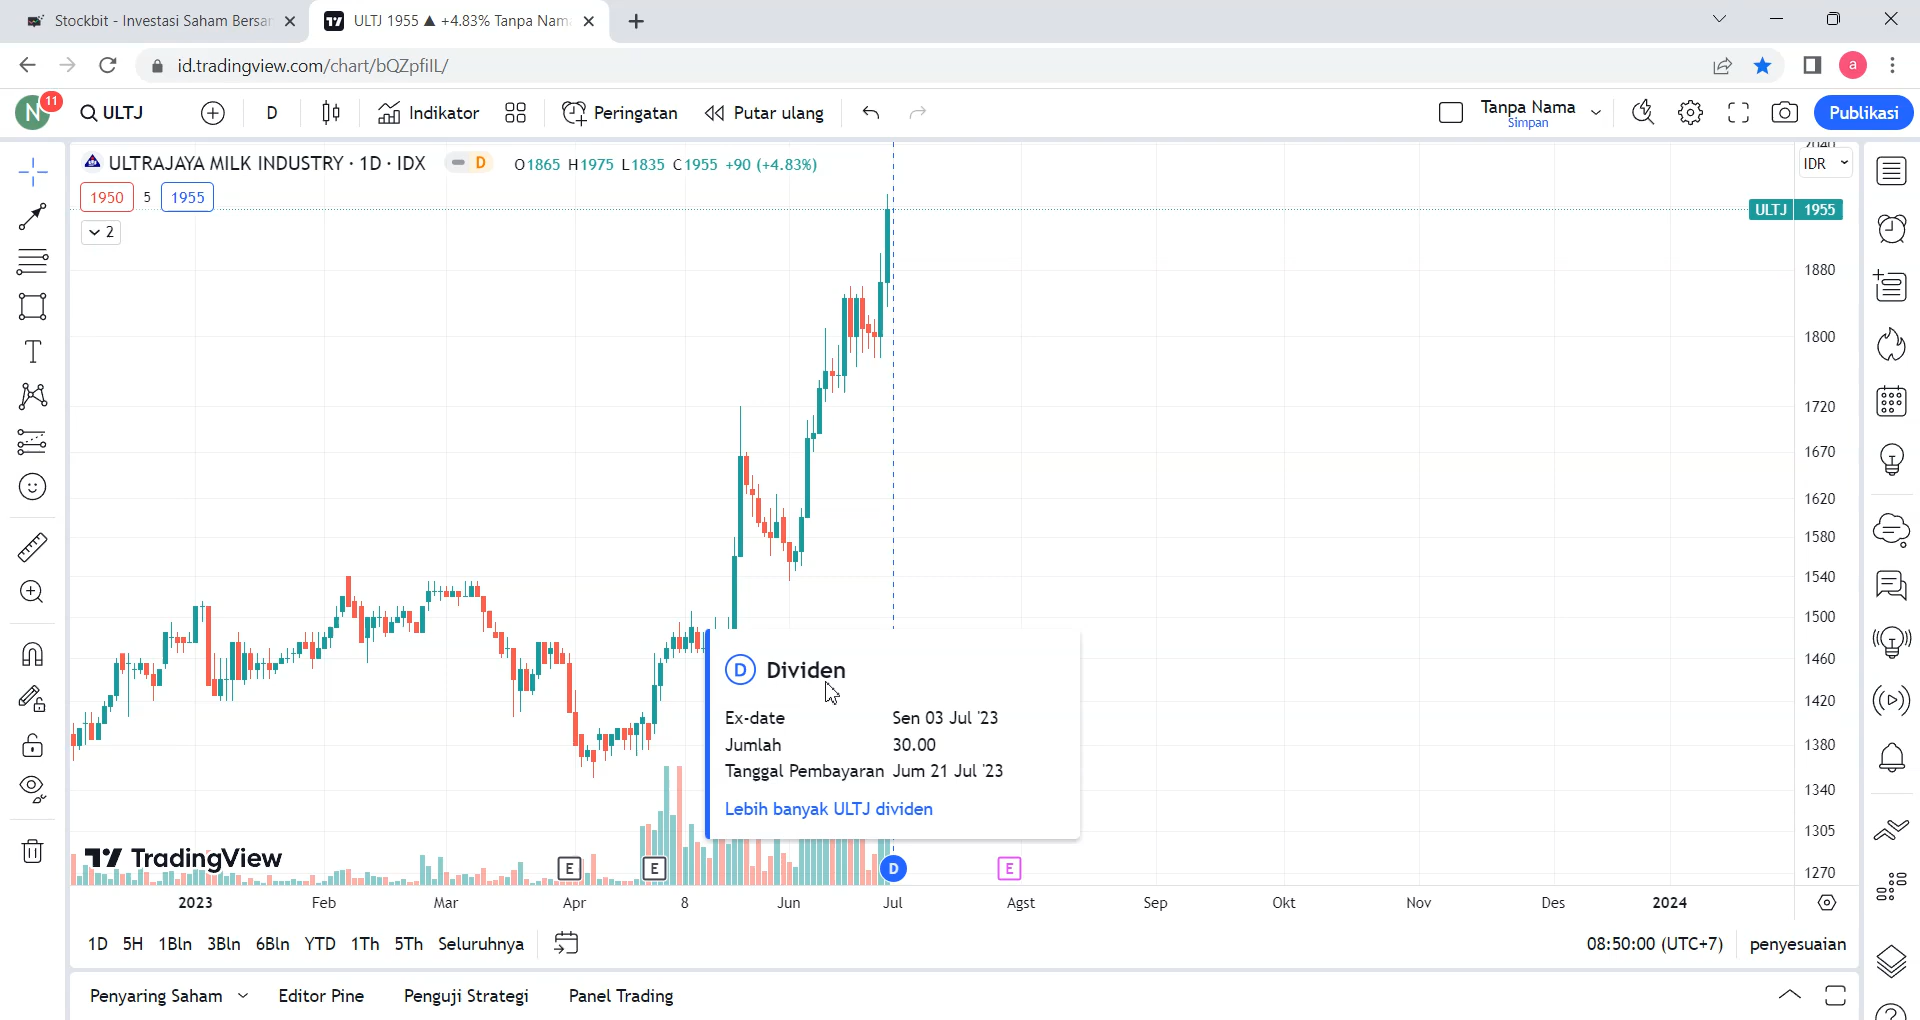 Stockbit - Investasi Saham Bersar
ULTJ 1955 ▲ +4.83% Tanpa Nam
id.tradingview.com/chart/bQZpfiIL/
a
N
11
ULTJ
D
Indikator
Peringatan
Putar ulang
Tanpa Nama
Simpan
Publikasi
ULTRAJAYA MILK INDUSTRY · 1D · IDX
D
O1865 H1975 L1835 C1955 +90 (+4.83%)
IDR
1950
5
1955
2
ULTJ 1955
1880
1800
1720
1670
1620
1580
1540
1500
1460
1420
1380
1340
1305
1270
D Dividen
Ex-date Sen 03 Jul '23
Jumlah 30.00
Tanggal Pembayaran Jum 21 Jul '23
Lebih banyak ULTJ dividen
TradingView
E
E
D
E
2023 Feb Mar Apr 8 Jun Jul Agst Sep Okt Nov Des 2024
1D 5H 1Bln 3Bln 6Bln YTD 1Th 5Th Seluruhnya
08:50:00 (UTC+7)
penyesuaian
Penyaring Saham
Editor Pine
Penguji Strategi
Panel Trading